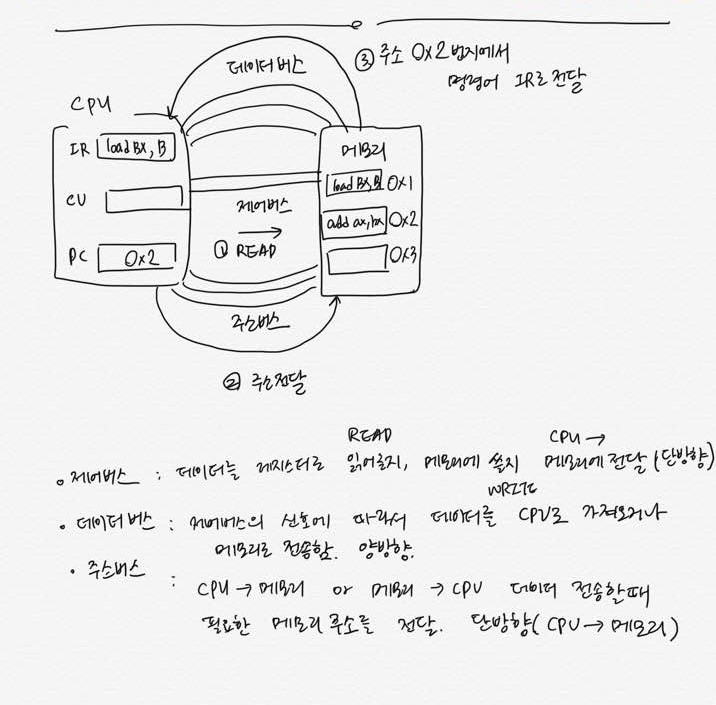 데이터 버스
③ 주소 0x2 번지에서
명령어 IR로 전달
CPU
IR load BX, B
메모리
load BX, B 0x1
CU
제어버스
add ax, bx 0x2
① READ
PC 0x2
0x3
주소버스
② 주소전달
READ CPU →
• 제어버스 : 데이터를 레지스터로 읽어올지, 메모리에 쓸지 메모리에 전달 (단방향)
WRITE
• 데이터 버스 : 제어버스의 신호에 따라서 데이터를 CPU로 가져오거나
메모리로 전송함. 양방향.
• 주소버스 : CPU → 메모리 or 메모리 → CPU 데이터 전송할때
필요한 메모리 주소를 전달. 단방향 ( CPU → 메모리 )